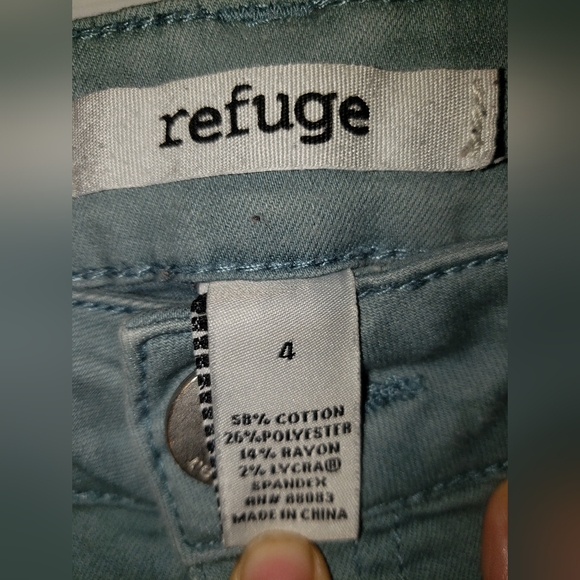 refuge
4
58% COTTON
26%POLYESTER
14% RAYON
2% LYCRA®
SPANDEX
RN# 88083
MADE IN CHINA